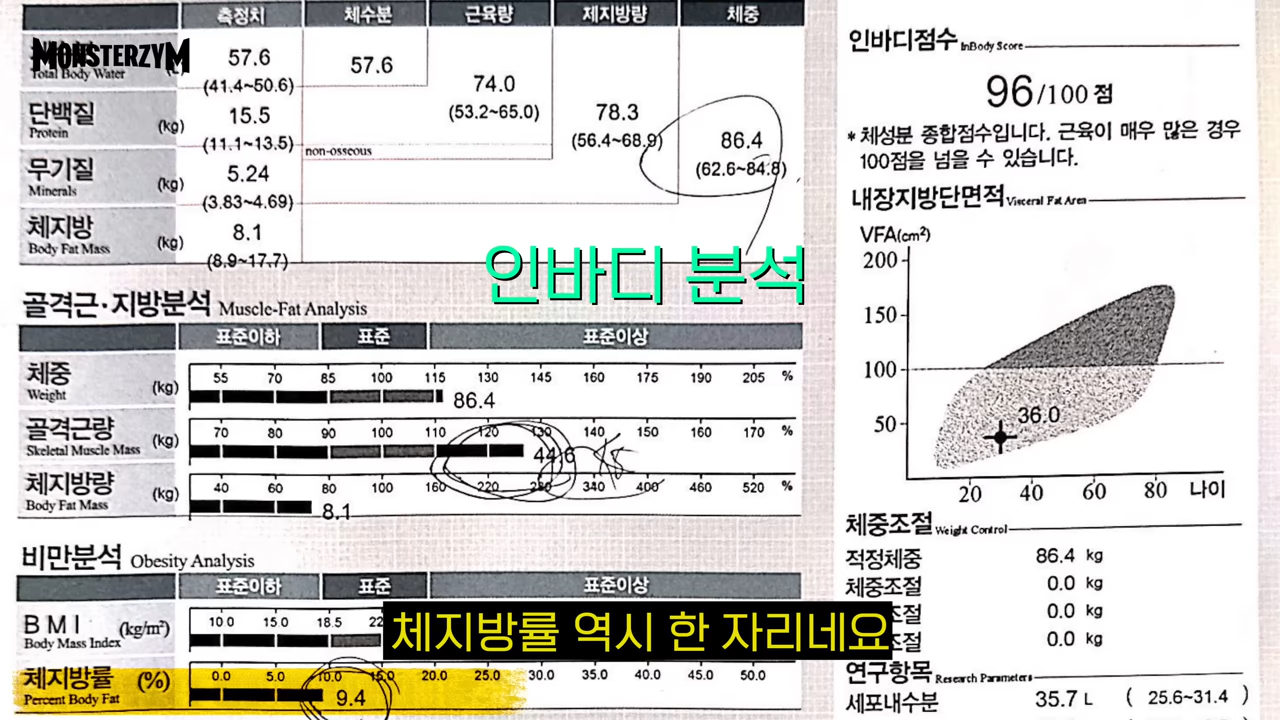 측정치 체수분 근육량 제지방량 체중
MONSTERZYM
Total Body Water
57.6
(41.4~50.6)
57.6
74.0
(53.2~65.0)
78.3
(56.4~68.9)
86.4
(62.6~84.8)
단백질
Protein
(kg)
15.5
(11.1~13.5)
non-osseous
무기질
Minerals
(kg)
5.24
(3.83~4.69)
체지방
Body Fat Mass
(kg)
8.1
(8.9~17.7)
인바디 분석
골격근·지방분석 Muscle-Fat Analysis
표준이하 표준 표준이상
체중
Weight
(kg)
55 70 85 100 115 130 145 160 175 190 205 %
86.4
골격근량
Skeletal Muscle Mass
(kg)
70 80 90 100 110 120 130 140 150 160 170 %
44.6
체지방량
Body Fat Mass
(kg)
40 60 80 100 160 220 280 340 400 460 520 %
8.1
비만분석 Obesity Analysis
표준이하 표준 표준이상
BMI
Body Mass Index
(kg/m²)
10.0 15.0 18.5
체지방률 역시 한 자리네요
체지방률
Percent Body Fat
(%)
0.0 5.0 10.0 15.0 20.0 25.0 30.0 35.0 40.0 45.0 50.0
9.4
인바디점수 InBody Score
96/100 점
* 체성분 종합점수입니다. 근육이 매우 많은 경우
100점을 넘을 수 있습니다.
내장지방단면적 Visceral Fat Area
VFA(cm²)
200
150
100
50
36.0
20 40 60 80 나이
체중조절 Weight Control
적정체중 86.4 kg
체중조절 0.0 kg
조절 0.0 kg
조절 0.0 kg
연구항목 Research Parameters
세포내수분 35.7 L ( 25.6~31.4 )